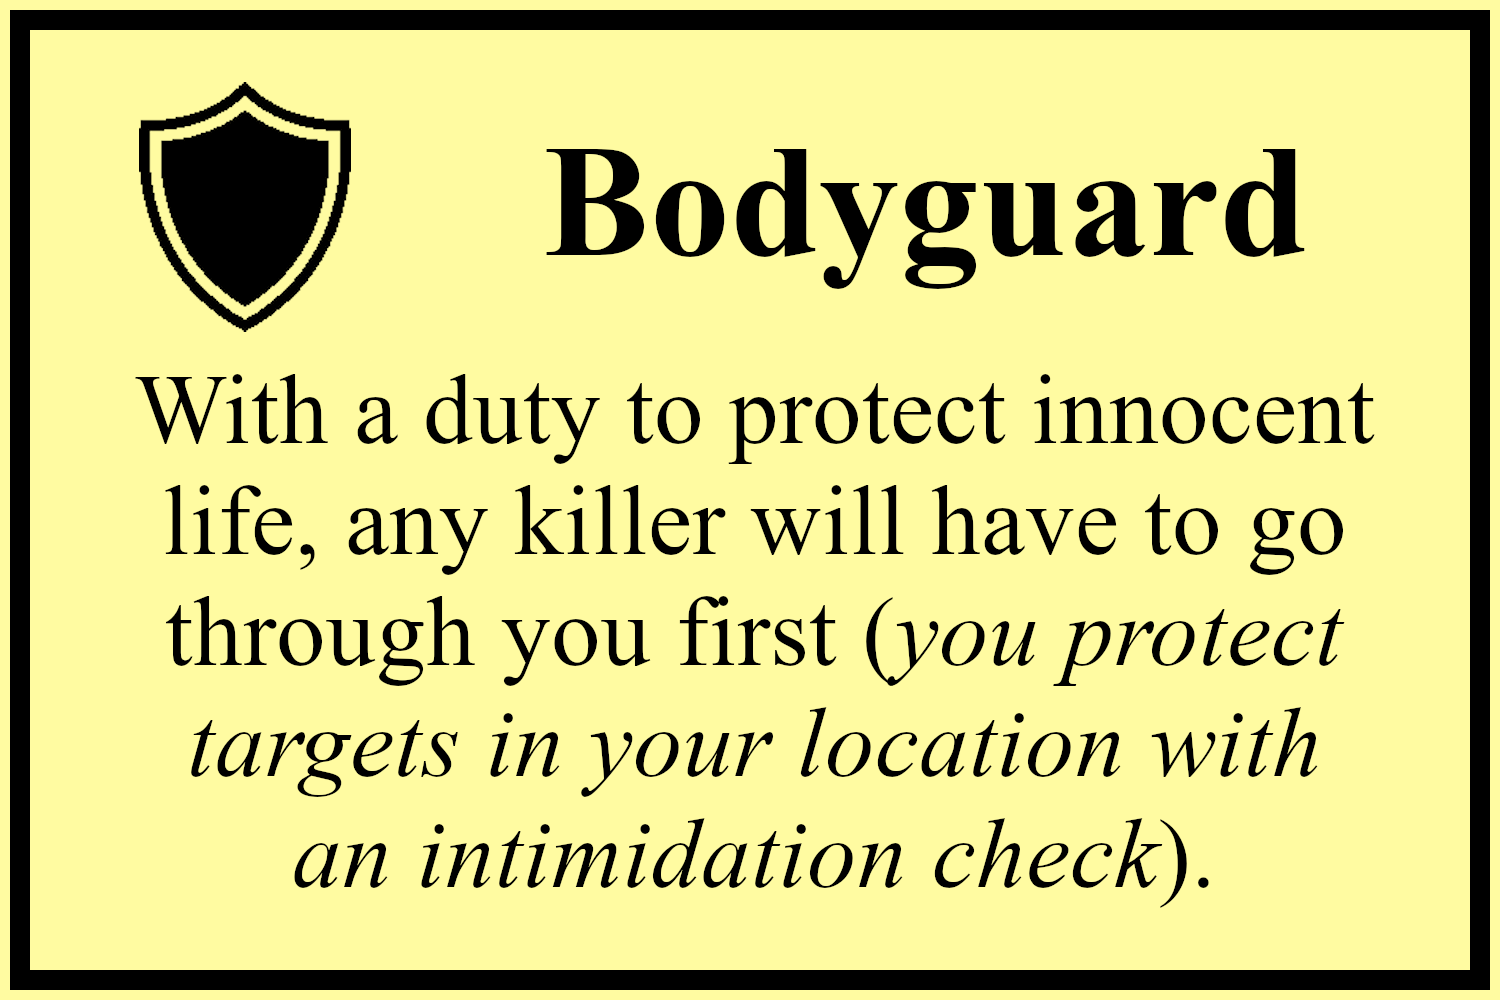 Bodyguard
With a duty to protect innocent
life, any killer will have to go
through you first (you protect
targets in your location with
an intimidation check).